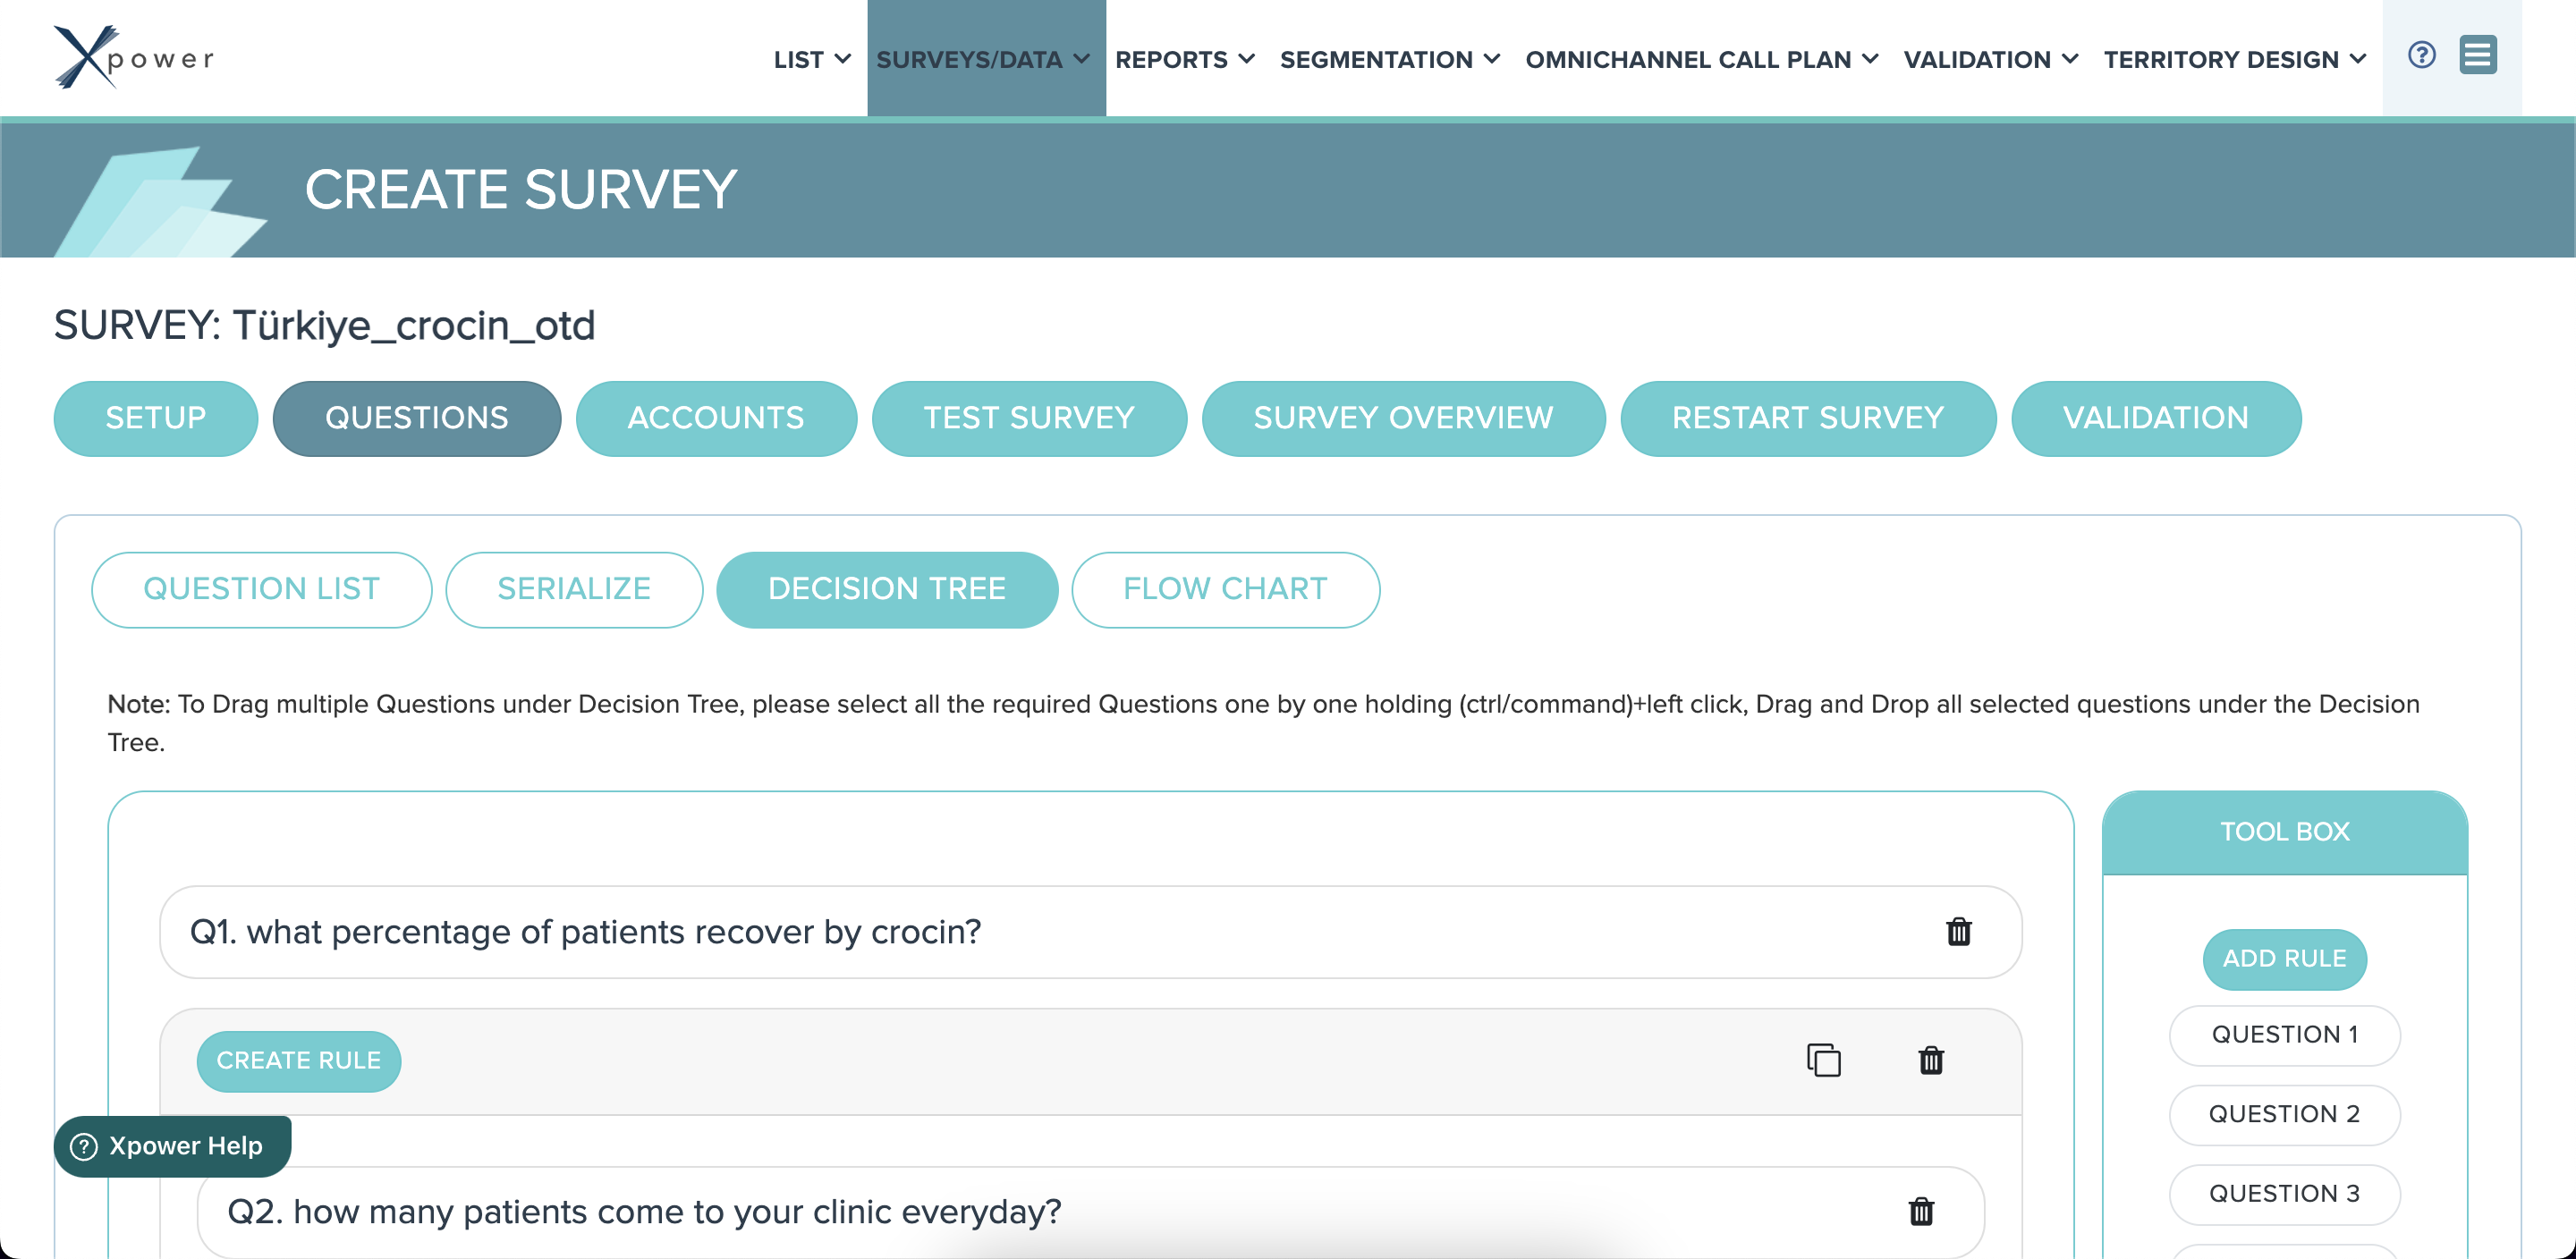 Xpower
LIST
SURVEYS/DATA
REPORTS
SEGMENTATION
OMNICHANNEL CALL PLAN
VALIDATION
TERRITORY DESIGN
?
CREATE SURVEY
SURVEY: Türkiye_crocin_otd
SETUP
QUESTIONS
ACCOUNTS
TEST SURVEY
SURVEY OVERVIEW
RESTART SURVEY
VALIDATION
QUESTION LIST
SERIALIZE
DECISION TREE
FLOW CHART
Note: To Drag multiple Questions under Decision Tree, please select all the required Questions one by one holding (ctrl/command)+left click, Drag and Drop all selected questions under the Decision
Tree.
Q1. what percentage of patients recover by crocin?
CREATE RULE
Q2. how many patients come to your clinic everyday?
TOOL BOX
ADD RULE
QUESTION 1
QUESTION 2
QUESTION 3
? Xpower Help